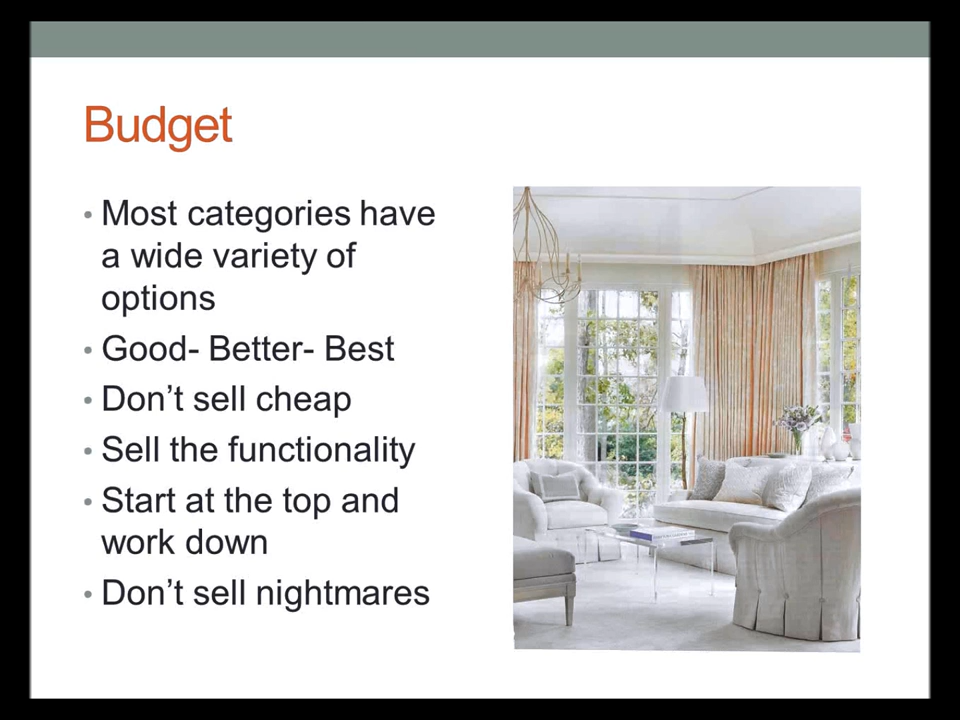 Budget
• Most categories have
a wide variety of
options
• Good- Better- Best
• Don’t sell cheap
• Sell the functionality
• Start at the top and
work down
• Don’t sell nightmares